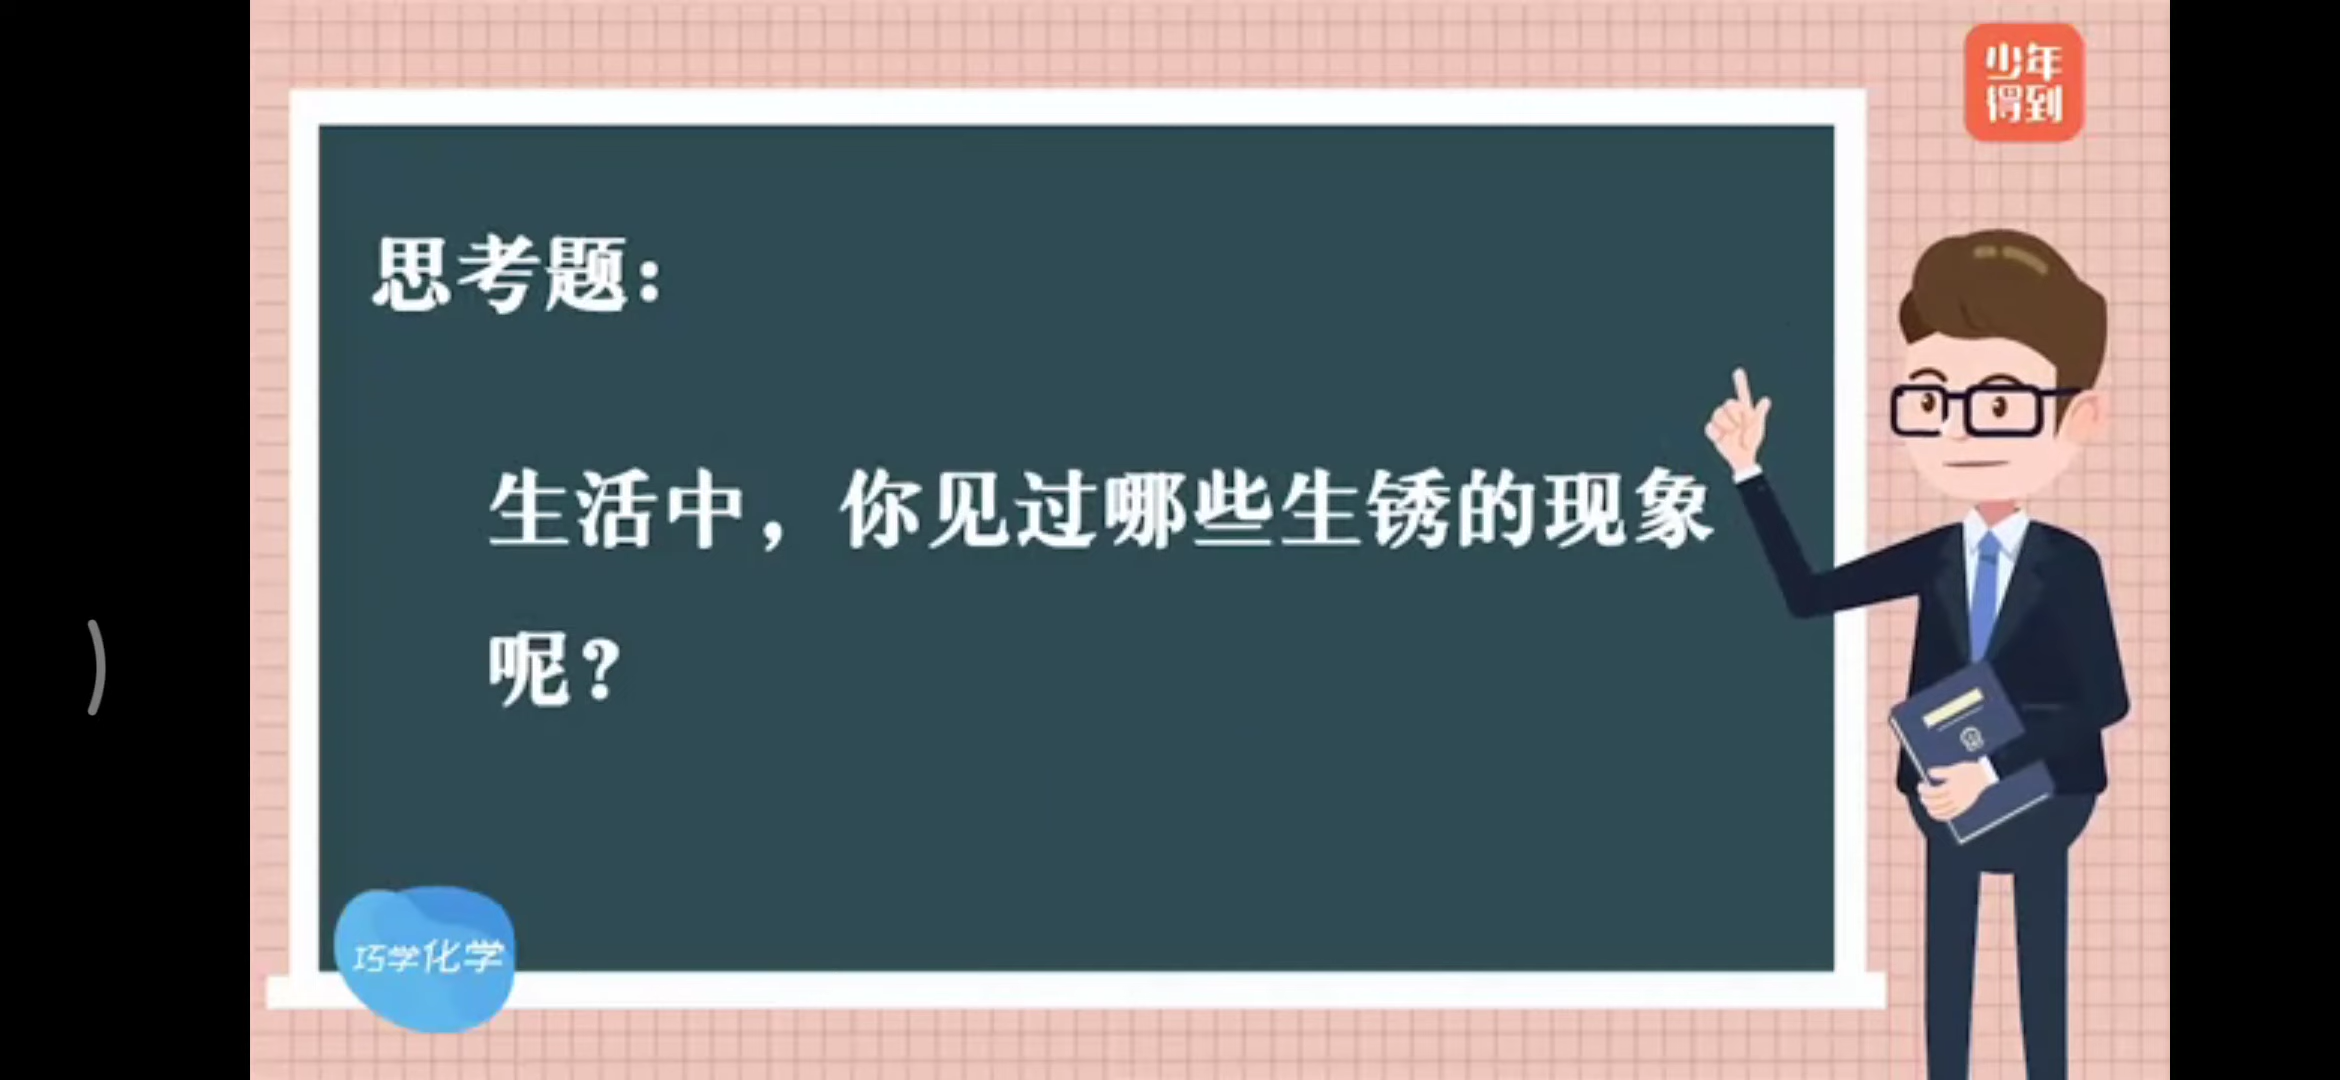 少年
得到
思考题：
生活中，你见过哪些生锈的现象
呢？
巧学化学